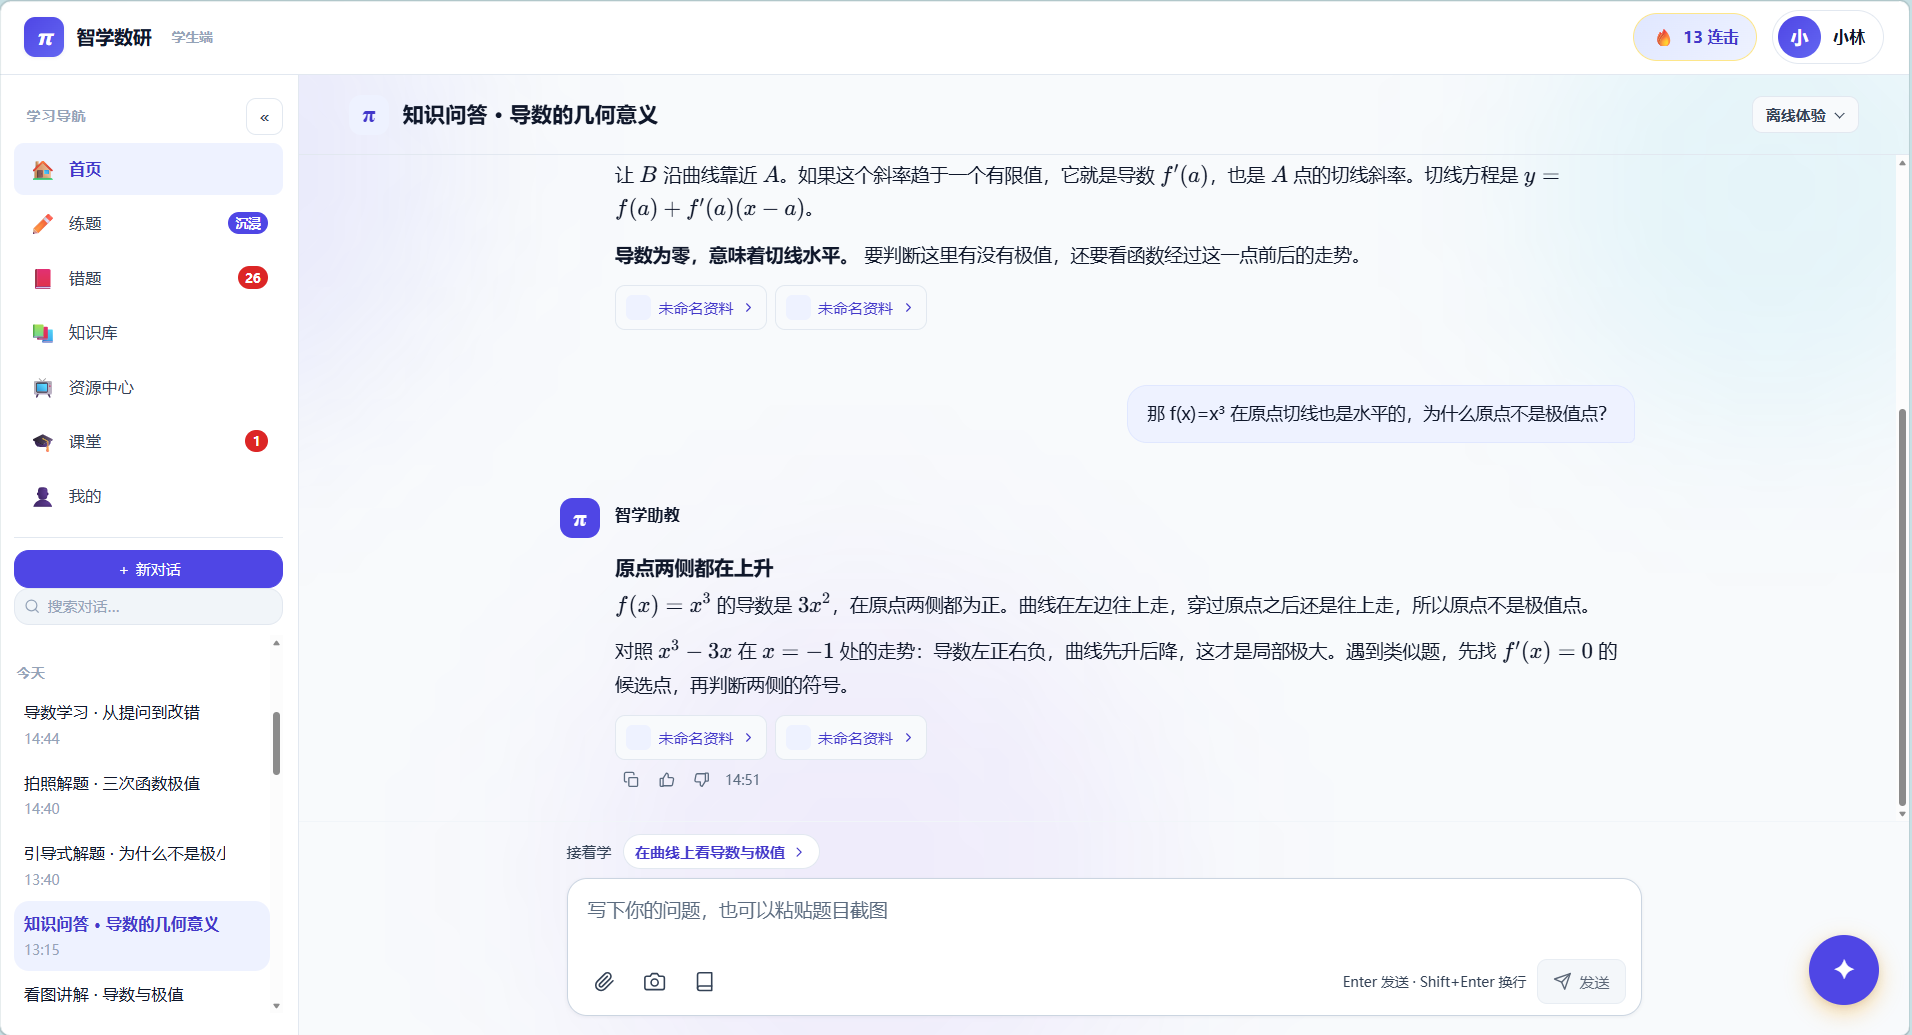 π 智学数研 学生端
13 连击
小 小林
学习导航 «
首页
练题 沉浸
错题 26
知识库
资源中心
课堂 1
我的
+ 新对话
搜索对话...
今天
导数学习 · 从提问到改错
14:44
拍照解题 · 三次函数极值
14:40
引导式解题 · 为什么不是极小
13:40
知识问答 • 导数的几何意义
13:15
看图讲解 · 导数与极值
π 知识问答 • 导数的几何意义
离线体验
让 B 沿曲线靠近 A。如果这个斜率趋于一个有限值，它就是导数 f′(a)，也是 A 点的切线斜率。切线方程是 y =
f(a) + f′(a)(x − a)。
导数为零，意味着切线水平。 要判断这里有没有极值，还要看函数经过这一点前后的走势。
未命名资料 › 未命名资料 ›
那 f(x)=x³ 在原点切线也是水平的，为什么原点不是极值点？
π 智学助教
原点两侧都在上升
f(x) = x³ 的导数是 3x²，在原点两侧都为正。曲线在左边往上走，穿过原点之后还是往上走，所以原点不是极值点。
对照 x³ − 3x 在 x = −1 处的走势：导数左正右负，曲线先升后降，这才是局部极大。遇到类似题，先找 f′(x) = 0 的
候选点，再判断两侧的符号。
未命名资料 › 未命名资料 ›
14:51
接着学 在曲线上看导数与极值 ›
写下你的问题，也可以粘贴题目截图
Enter 发送 · Shift+Enter 换行 发送